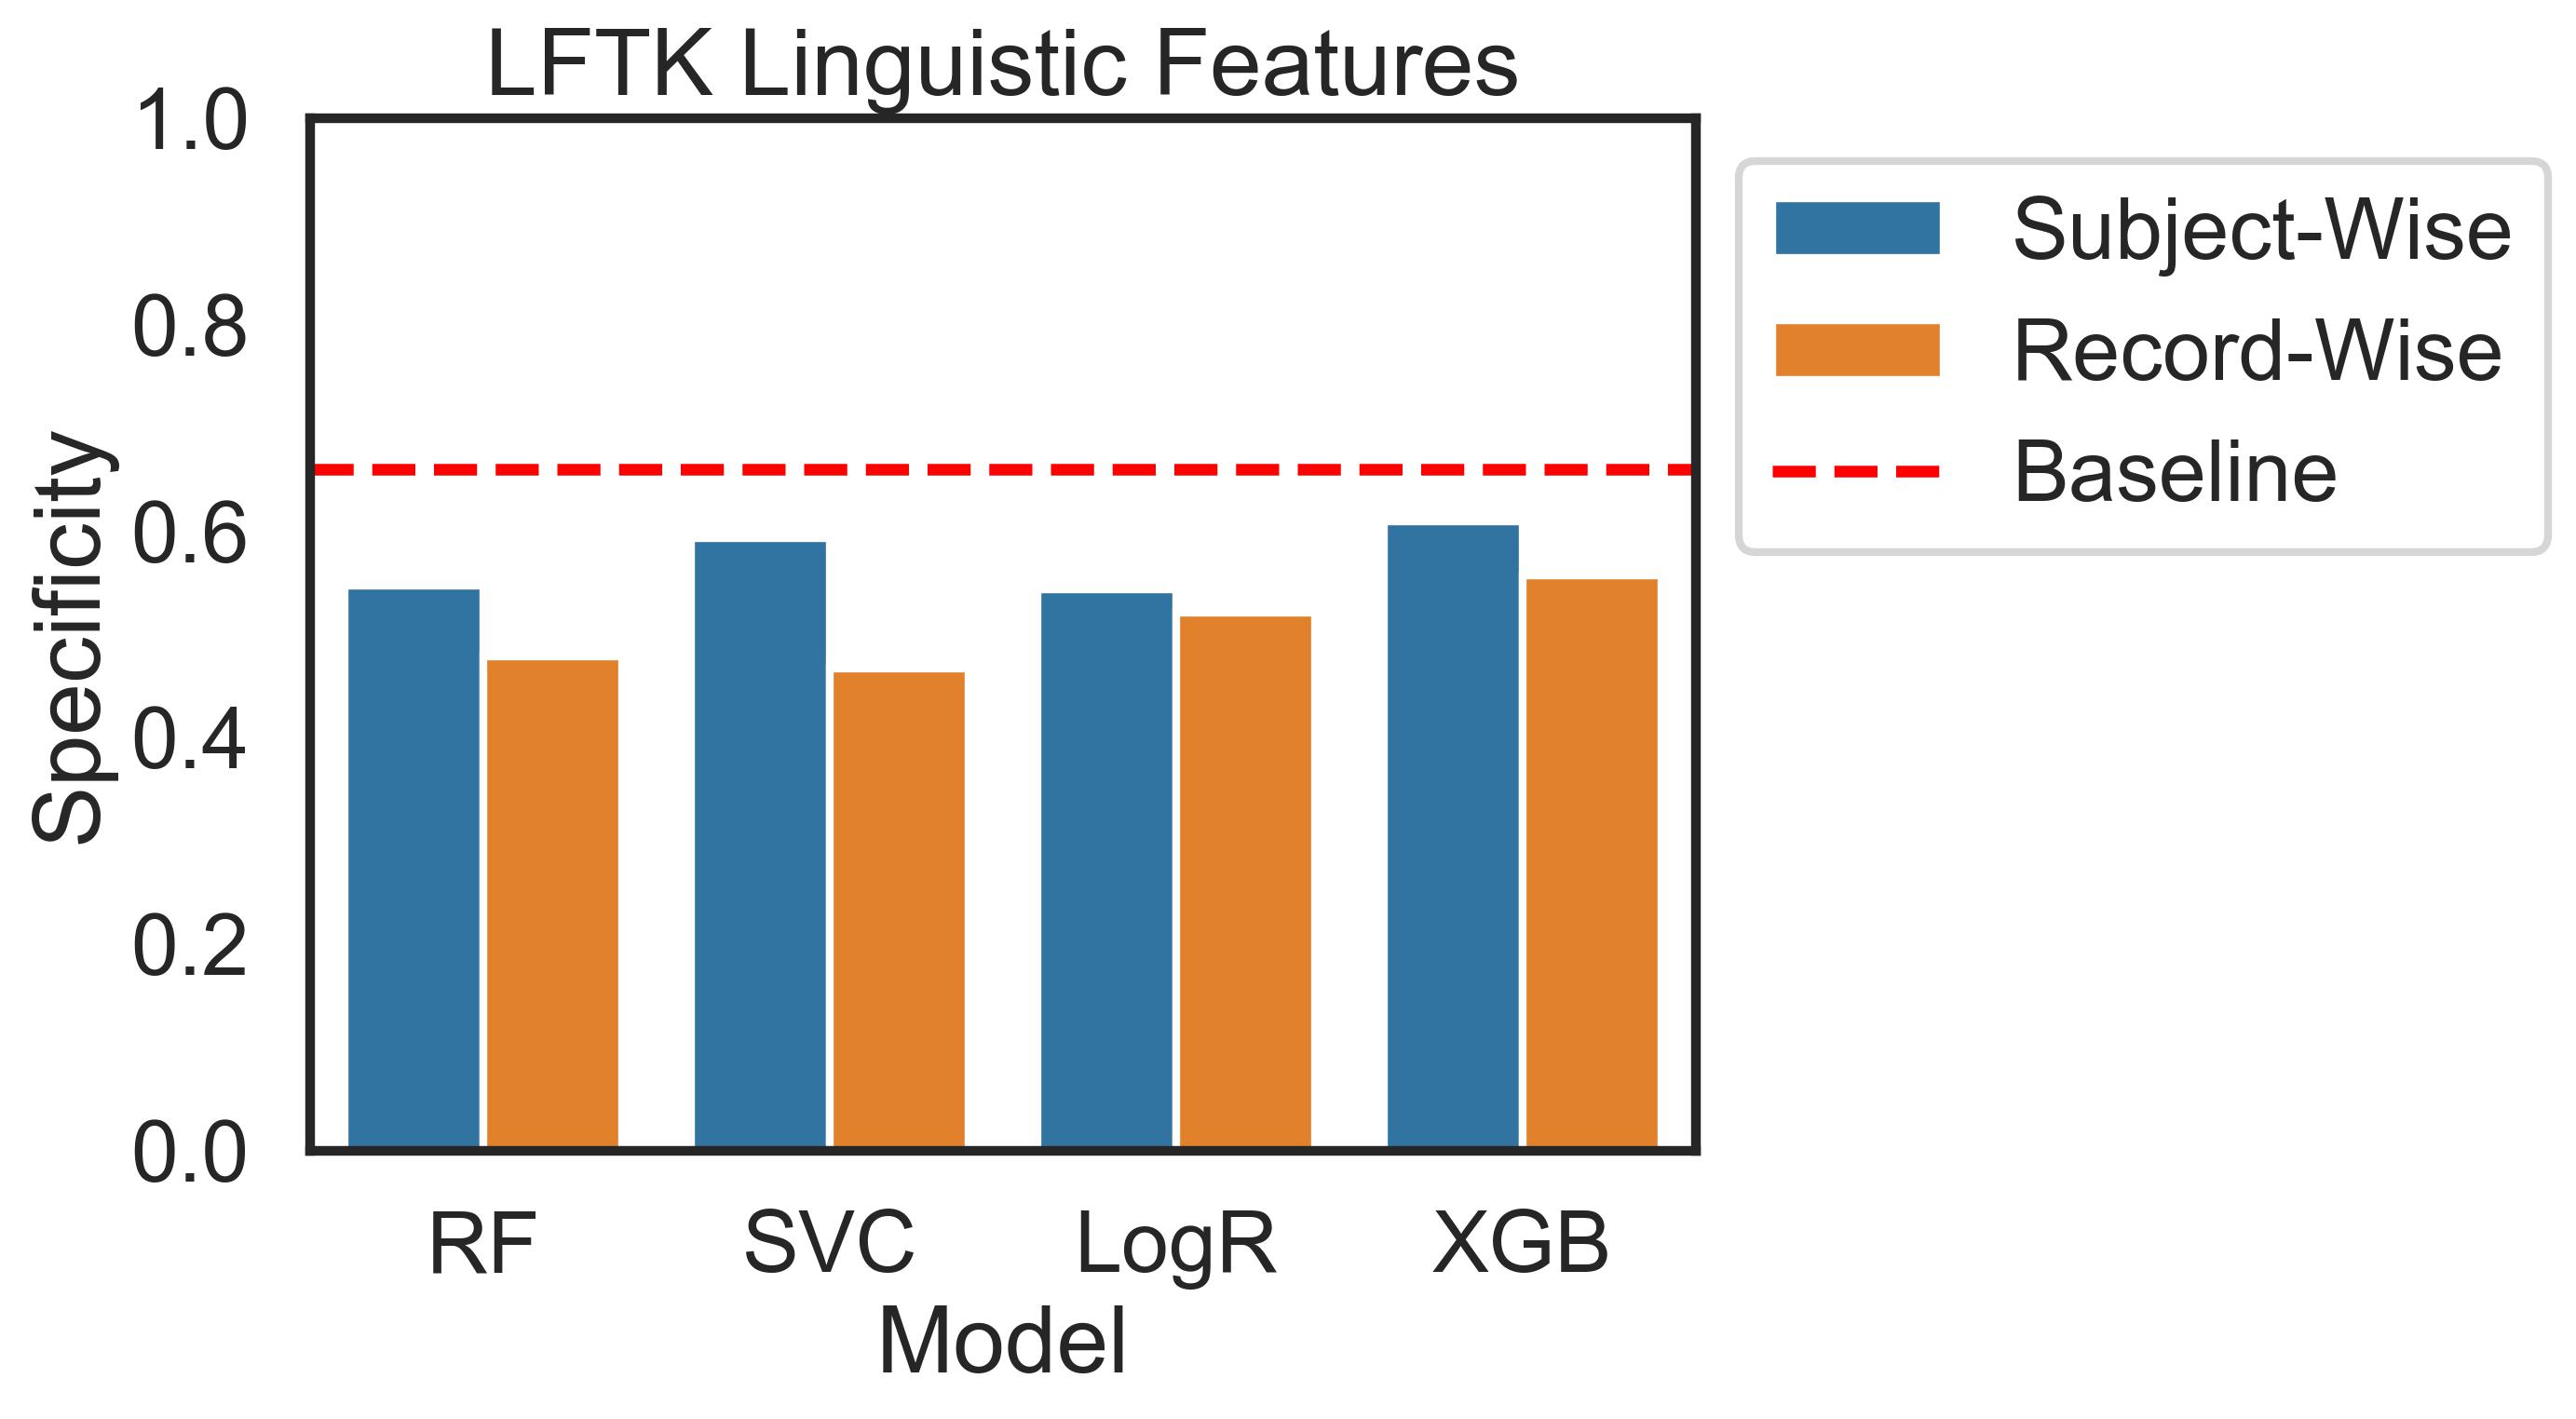 LFTK Linguistic Features
1.0
0.8
0.6
0.4
0.2
0.0
Specificity
RF
SVC
LogR
XGB
Model
Subject-Wise
Record-Wise
Baseline